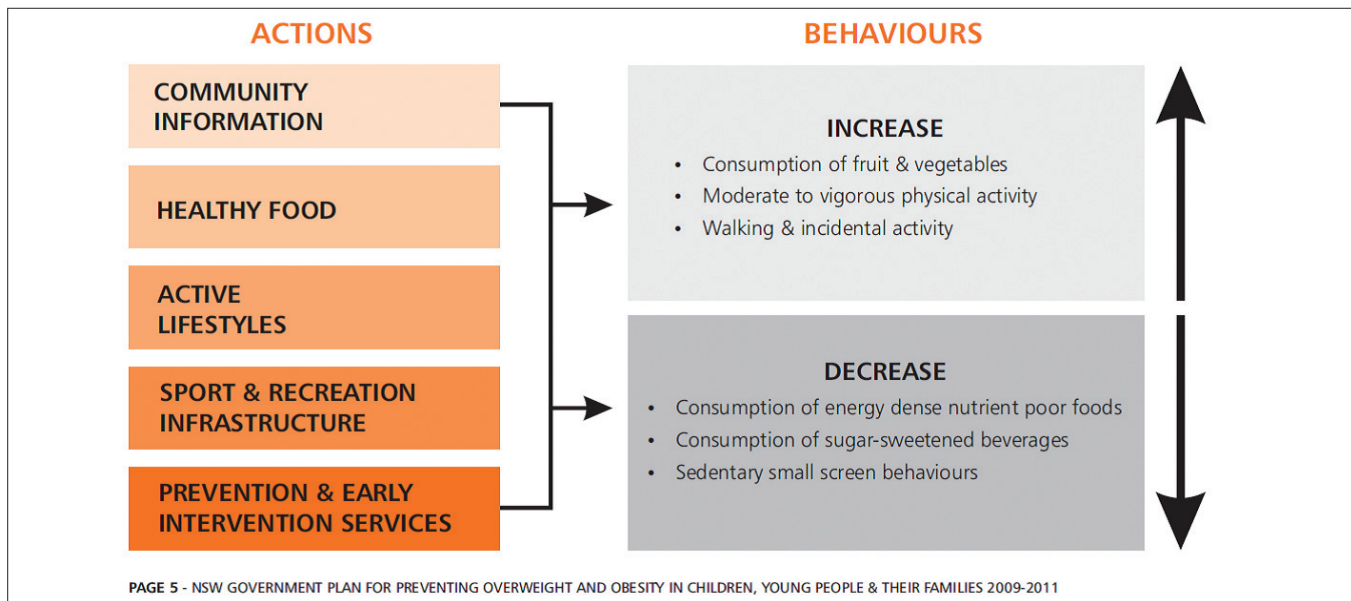 ACTIONS
COMMUNITY
INFORMATION
HEALTHY FOOD
ACTIVE
LIFESTYLES
SPORT & RECREATION
INFRASTRUCTURE
PREVENTION & EARLY
INTERVENTION SERVICES
BEHAVIOURS
INCREASE
• Consumption of fruit & vegetables
• Moderate to vigorous physical activity
• Walking & incidental activity
DECREASE
• Consumption of energy dense nutrient poor foods
• Consumption of sugar-sweetened beverages
• Sedentary small screen behaviours
PAGE 5 - NSW GOVERNMENT PLAN FOR PREVENTING OVERWEIGHT AND OBESITY IN CHILDREN, YOUNG PEOPLE & THEIR FAMILIES 2009-2011